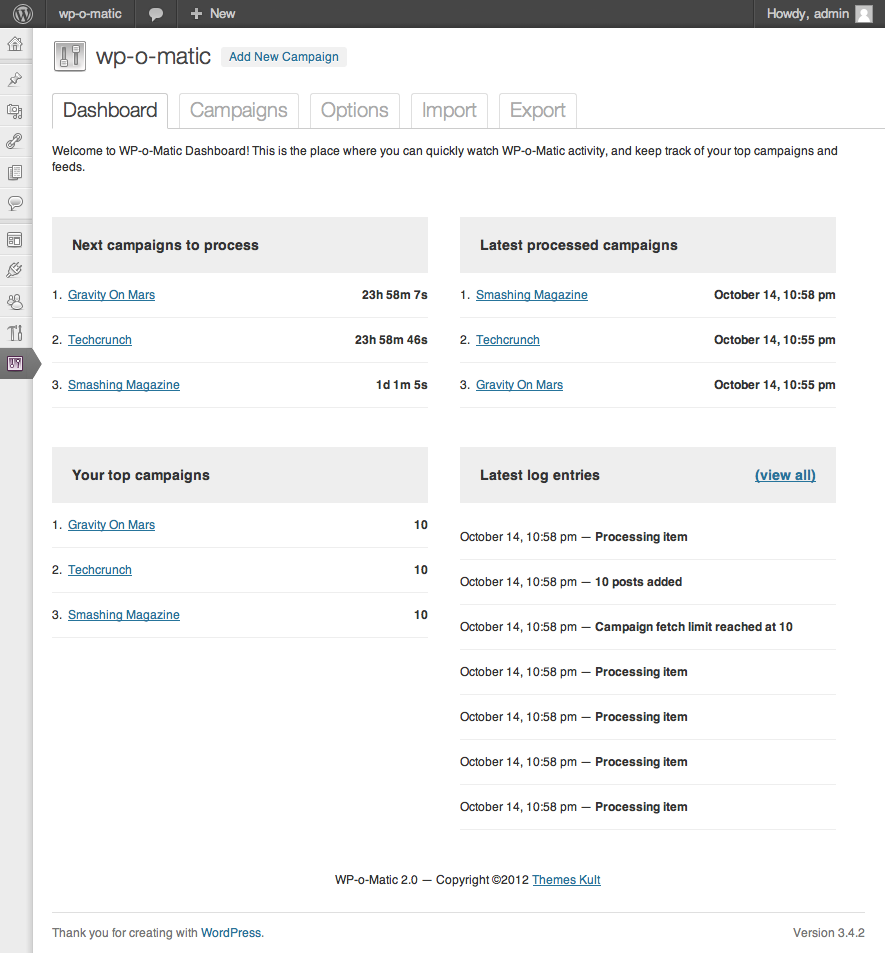 wp-o-matic New Howdy, admin
wp-o-matic Add New Campaign
Dashboard Campaigns Options Import Export
Welcome to WP-o-Matic Dashboard! This is the place where you can quickly watch WP-o-Matic activity, and keep track of your top campaigns and
feeds.
Next campaigns to process
1. Gravity On Mars 23h 58m 7s
2. Techcrunch 23h 58m 46s
3. Smashing Magazine 1d 1m 5s
Latest processed campaigns
1. Smashing Magazine October 14, 10:58 pm
2. Techcrunch October 14, 10:55 pm
3. Gravity On Mars October 14, 10:55 pm
Your top campaigns
1. Gravity On Mars 10
2. Techcrunch 10
3. Smashing Magazine 10
Latest log entries (view all)
October 14, 10:58 pm — Processing item
October 14, 10:58 pm — 10 posts added
October 14, 10:58 pm — Campaign fetch limit reached at 10
October 14, 10:58 pm — Processing item
October 14, 10:58 pm — Processing item
October 14, 10:58 pm — Processing item
October 14, 10:58 pm — Processing item
WP-o-Matic 2.0 — Copyright ©2012 Themes Kult
Thank you for creating with WordPress. Version 3.4.2